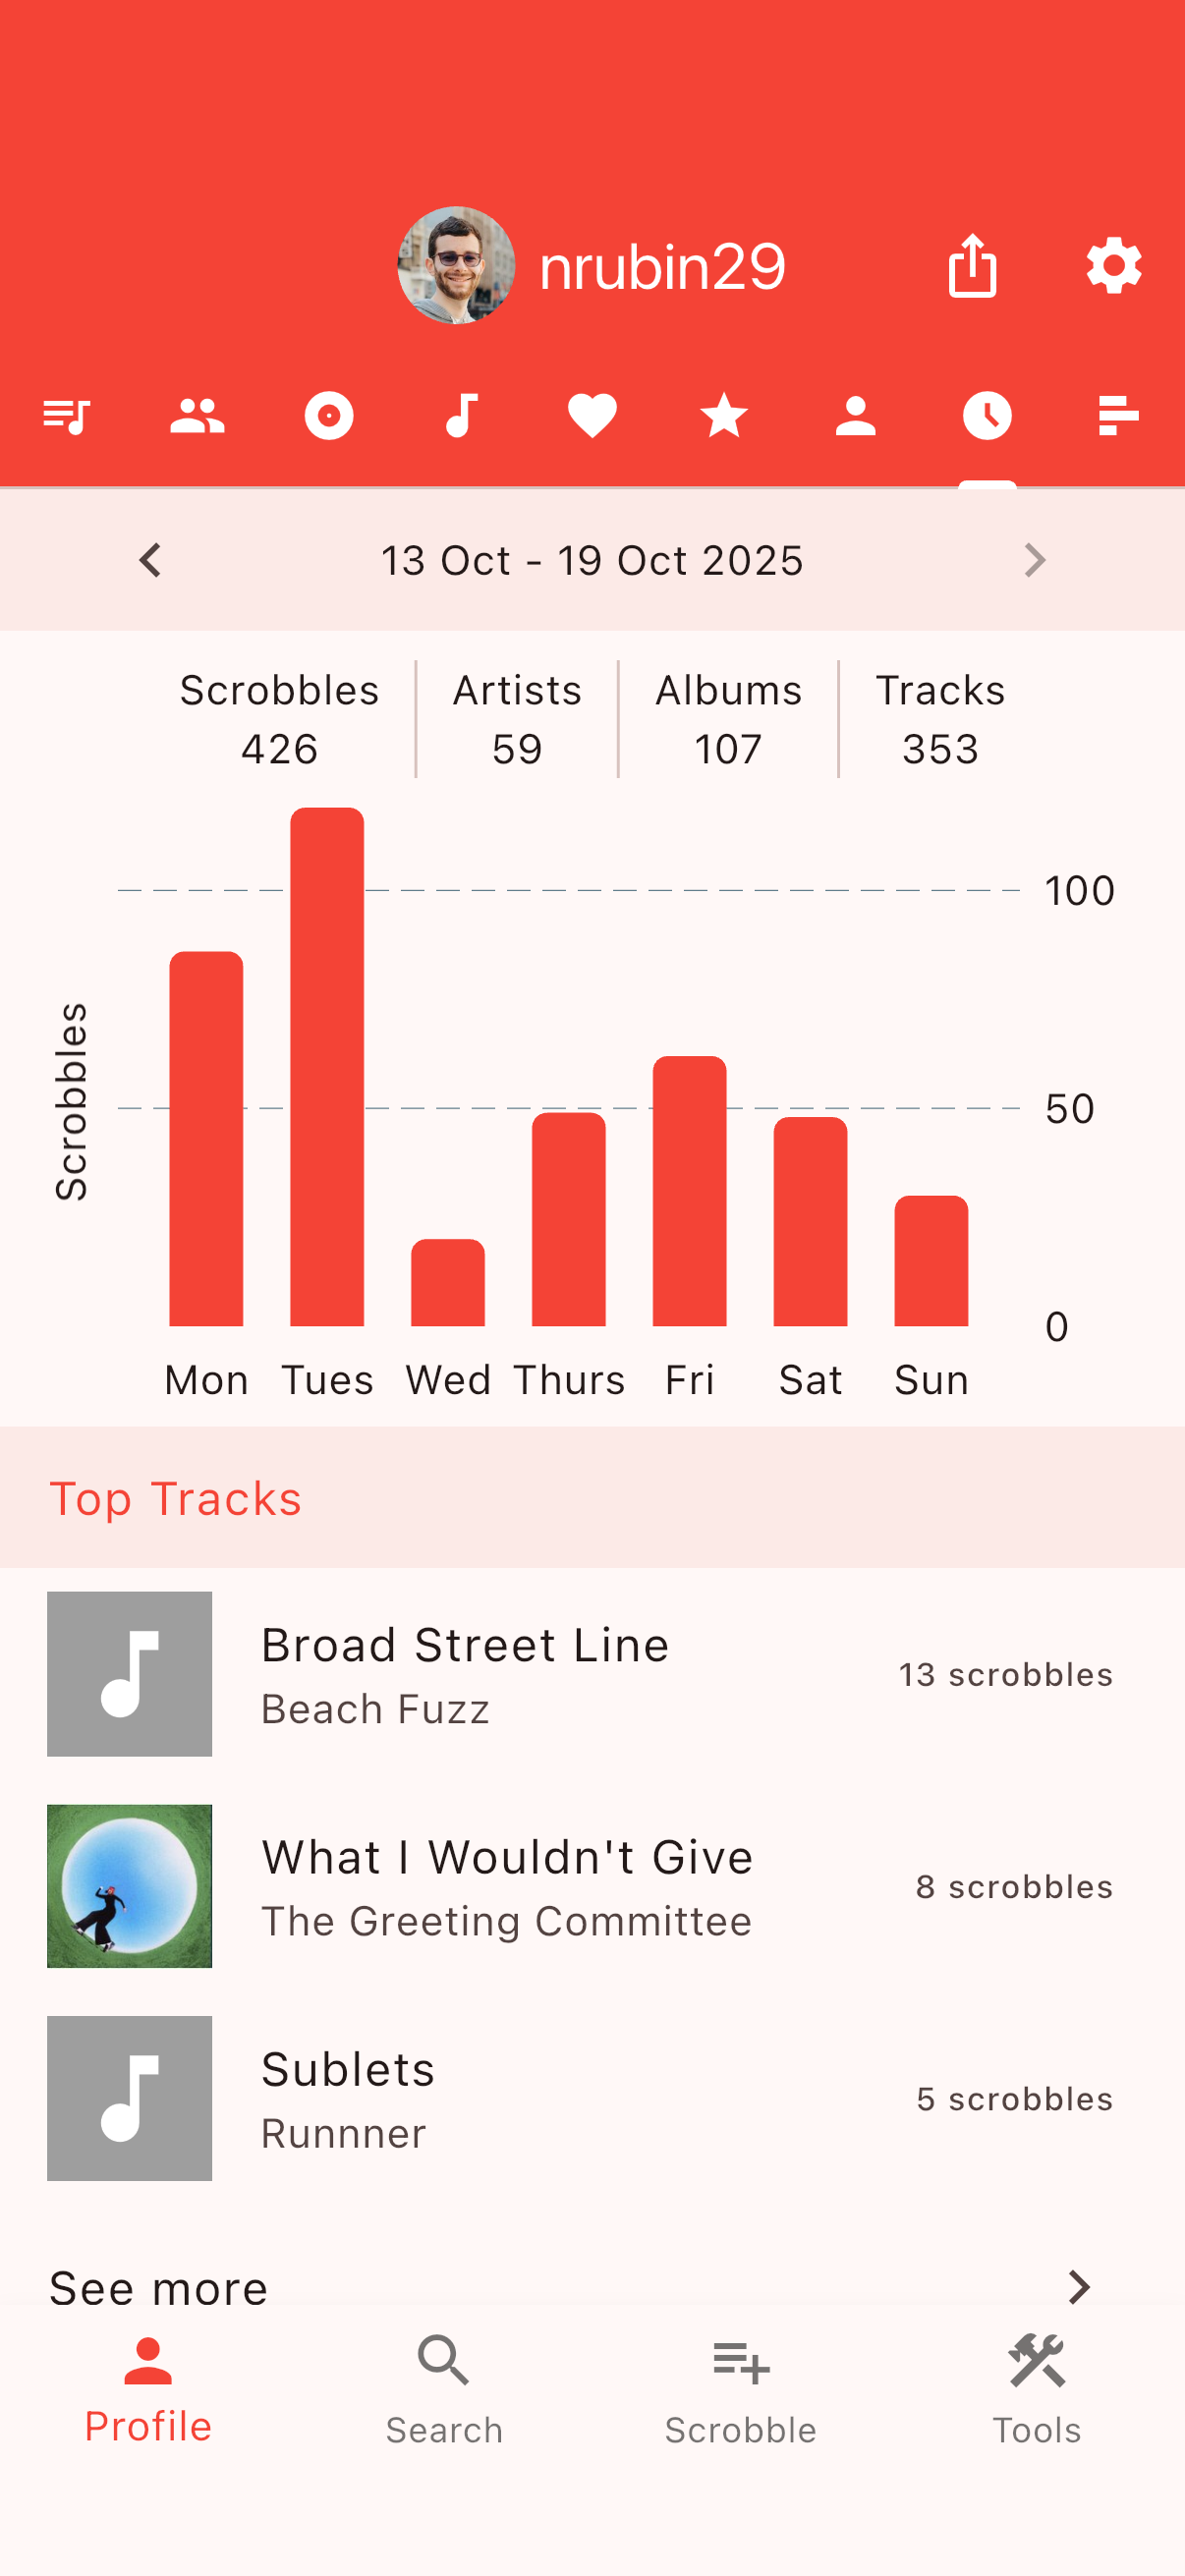 nrubin29
13 Oct - 19 Oct 2025
Scrobbles Artists Albums Tracks
426 59 107 353
100
50
0
Scrobbles
Mon Tues Wed Thurs Fri Sat Sun
Top Tracks
Broad Street Line
Beach Fuzz
13 scrobbles
What I Wouldn't Give
The Greeting Committee
8 scrobbles
Sublets
Runnner
5 scrobbles
See more
Profile Search Scrobble Tools